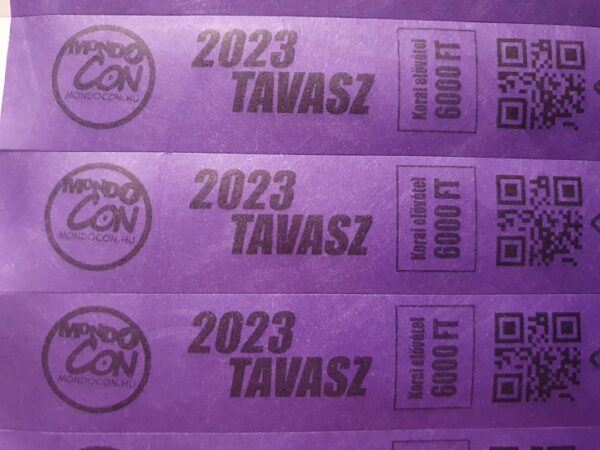 MONDO
CON
MONDOCON.HU
2023
TAVASZ
Korai elővétel
6000 FT
MONDO
CON
MONDOCON.HU
2023
TAVASZ
Korai elővétel
6000 FT
MONDO
CON
MONDOCON.HU
2023
TAVASZ
Korai elővétel
6000 FT